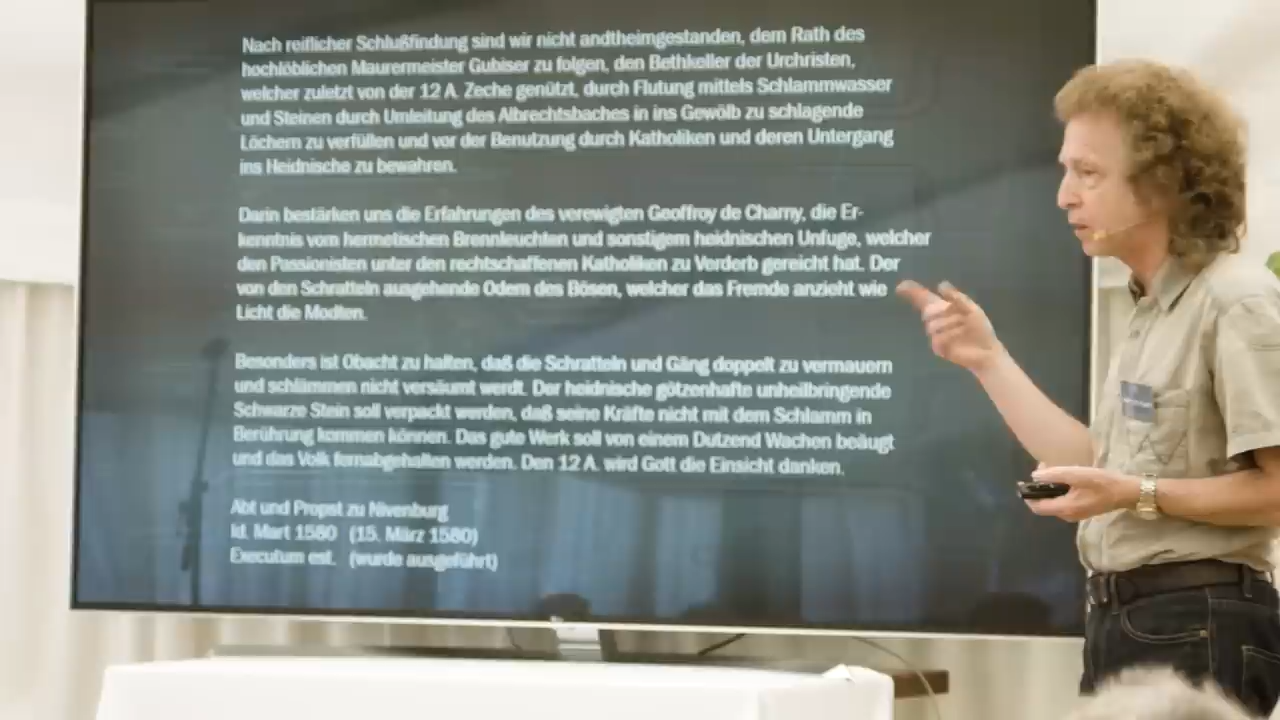 Nach reiflicher Schlußfindung sind wir nicht andtheimgestanden, dem Rath des
hochlöblichen Maurermeister Gubiser zu folgen, den Bethkeller der Urchristen,
welcher zuletzt von der 12 A. Zeche genützt, durch Flutung mittels Schlammwasser
und Steinen durch Umleitung des Albrechtsbaches in ins Gewölb zu schlagende
Löchern zu verfüllen und vor der Benutzung durch Katholiken und deren Untergang
ins Heidnische zu bewahren.
Darin bestärken uns die Erfahrungen des verewigten Geoffroy de Charny, die Er-
kenntnis vom hermetischen Brennleuchten und sonstigem heidnischen Unfuge, welcher
den Passionisten unter den rechtschaffenen Katholiken zu Verderb gereicht hat. Der
von den Schratteln ausgehende Odem des Bösen, welcher das Fremde anzieht wie
Licht die Motten.
Besonders ist Obacht zu halten, daß die Schratteln und Gäng doppelt zu vermauern
und schlämmen nicht versäumt werdt. Der heidnische götzenhafte unheilbringende
Schwarze Stein soll verpackt werden, daß seine Kräfte nicht mit dem Schlamm in
Berührung kommen können. Das gute Werk soll von einem Dutzend Wachen beäugt
und das Volk fernabgehalten werden. Den 12 A. wird Gott die Einsicht danken.
Abt und Propst zu Nivenburg
Id. Mart 1580 (15. März 1580)
Executum est. (wurde ausgeführt)